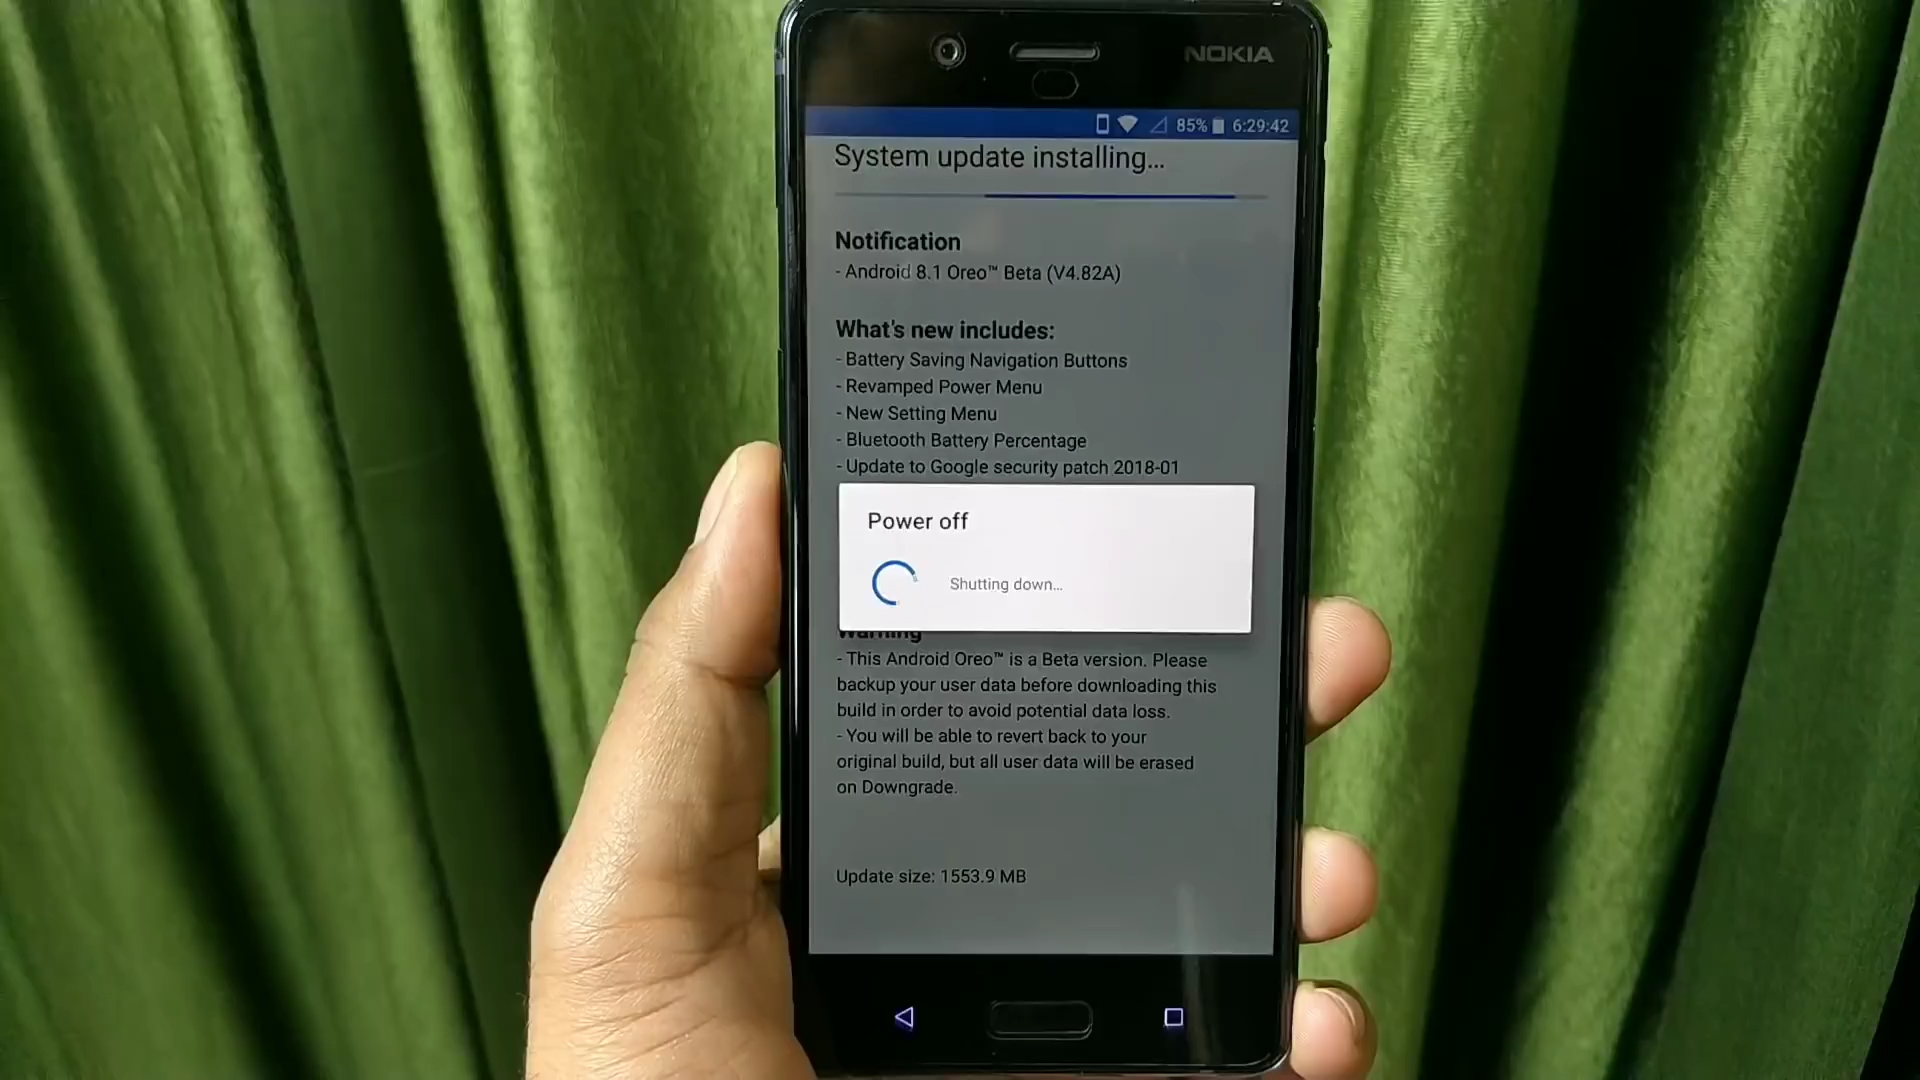 NOKIA
85% 6:29:42
System update installing...
Notification
- Android 8.1 Oreo™ Beta (V4.82A)
What's new includes:
- Battery Saving Navigation Buttons
- Revamped Power Menu
- New Setting Menu
- Bluetooth Battery Percentage
- Update to Google security patch 2018-01
Power off
Shutting down...
Warning
- This Android Oreo™ is a Beta version. Please
backup your user data before downloading this
build in order to avoid potential data loss.
- You will be able to revert back to your
original build, but all user data will be erased
on Downgrade.
Update size: 1553.9 MB